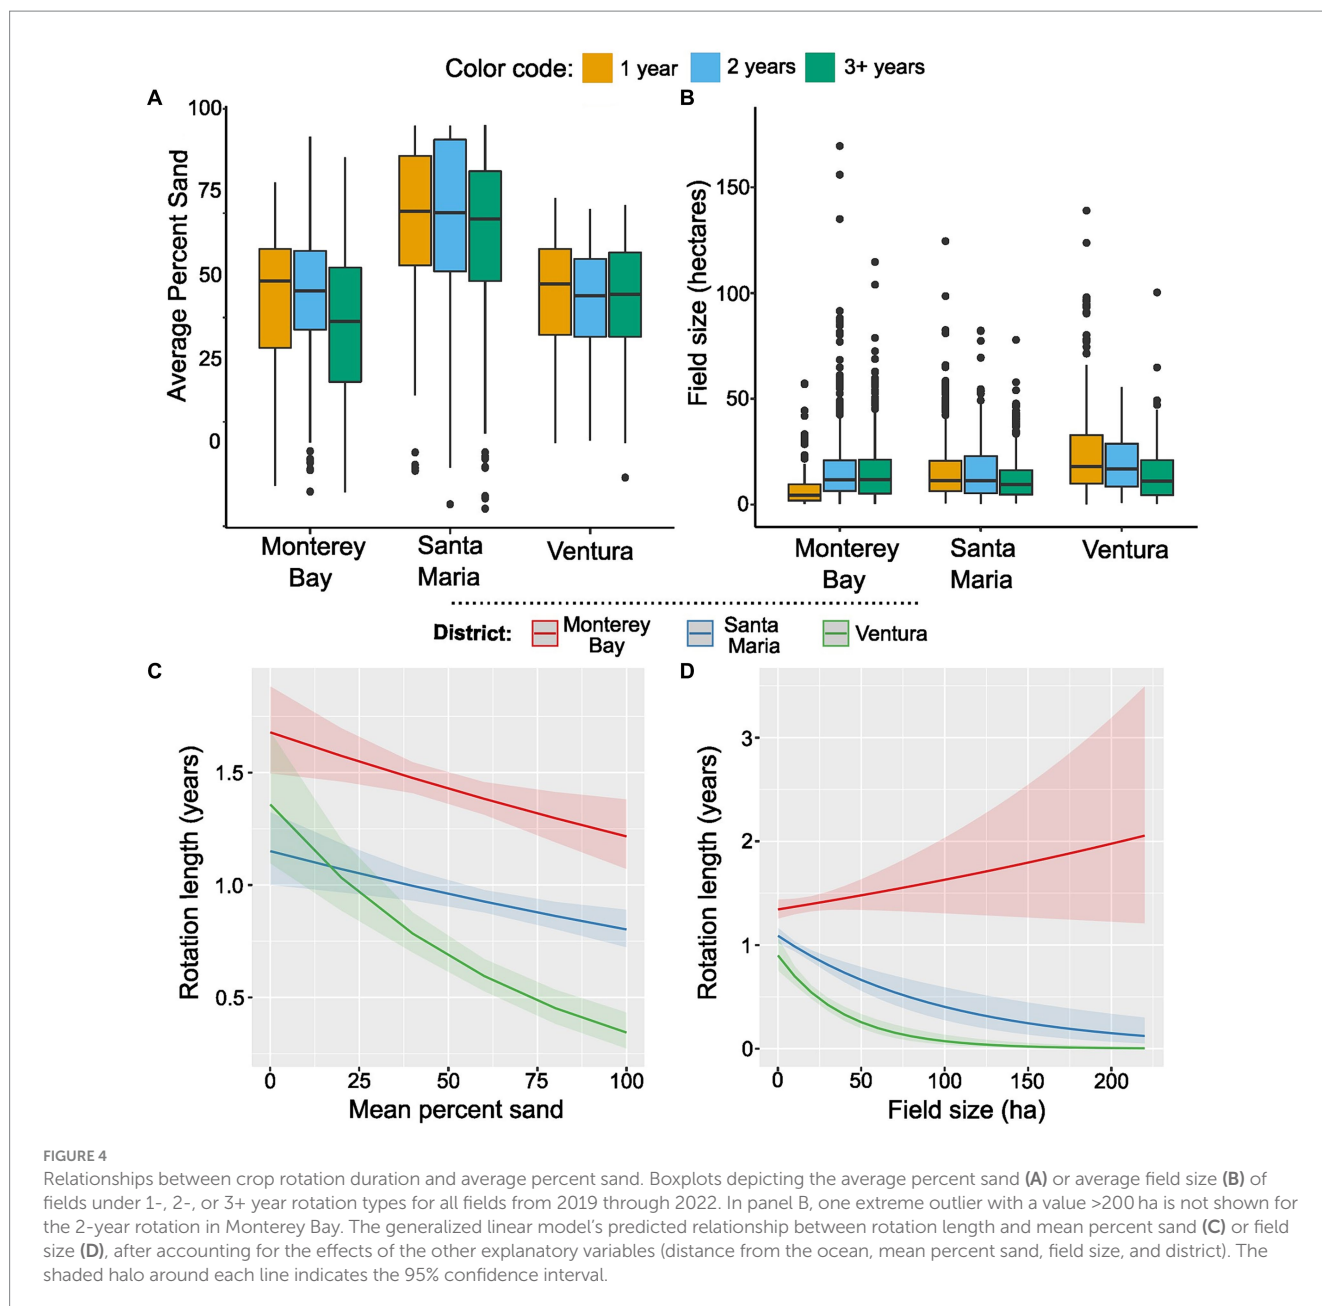 Color code: 1 year 2 years 3+ years
A
100
75
50
25
0
Average Percent Sand
Monterey Bay
Santa Maria
Ventura
B
150
100
50
0
Field size (hectares)
Monterey Bay
Santa Maria
Ventura
District: Monterey Bay Santa Maria Ventura
C
1.5
1.0
0.5
Rotation length (years)
0 25 50 75 100
Mean percent sand
D
3
2
1
0
Rotation length (years)
0 50 100 150 200
Field size (ha)
FIGURE 4
Relationships between crop rotation duration and average percent sand. Boxplots depicting the average percent sand (A) or average field size (B) of
fields under 1-, 2-, or 3+ year rotation types for all fields from 2019 through 2022. In panel B, one extreme outlier with a value >200 ha is not shown for
the 2-year rotation in Monterey Bay. The generalized linear model's predicted relationship between rotation length and mean percent sand (C) or field
size (D), after accounting for the effects of the other explanatory variables (distance from the ocean, mean percent sand, field size, and district). The
shaded halo around each line indicates the 95% confidence interval.